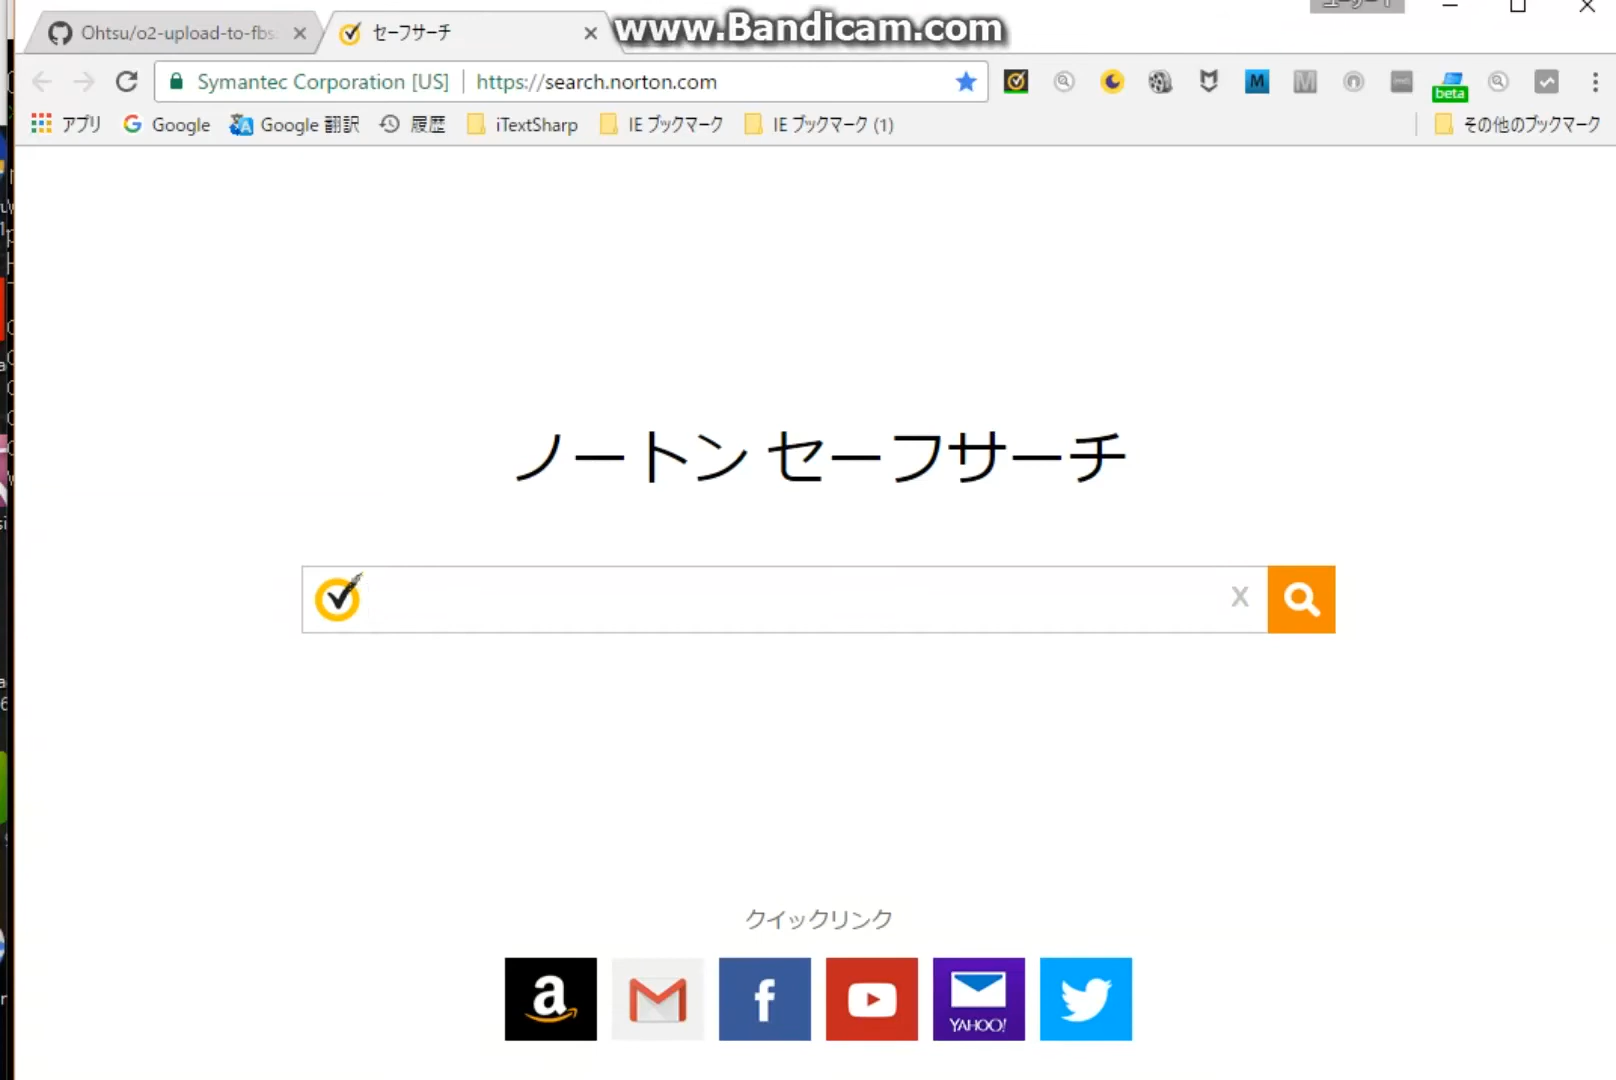 www.Bandicam.com
Ohtsu/o2-upload-to-fbs
セーフサーチ
Symantec Corporation [US] https://search.norton.com
beta
アプリ Google Google 翻訳 履歴 iTextSharp IE ブックマーク IE ブックマーク (1) その他のブックマーク
ノートン セーフサーチ
X
クイックリンク
YAHOO!